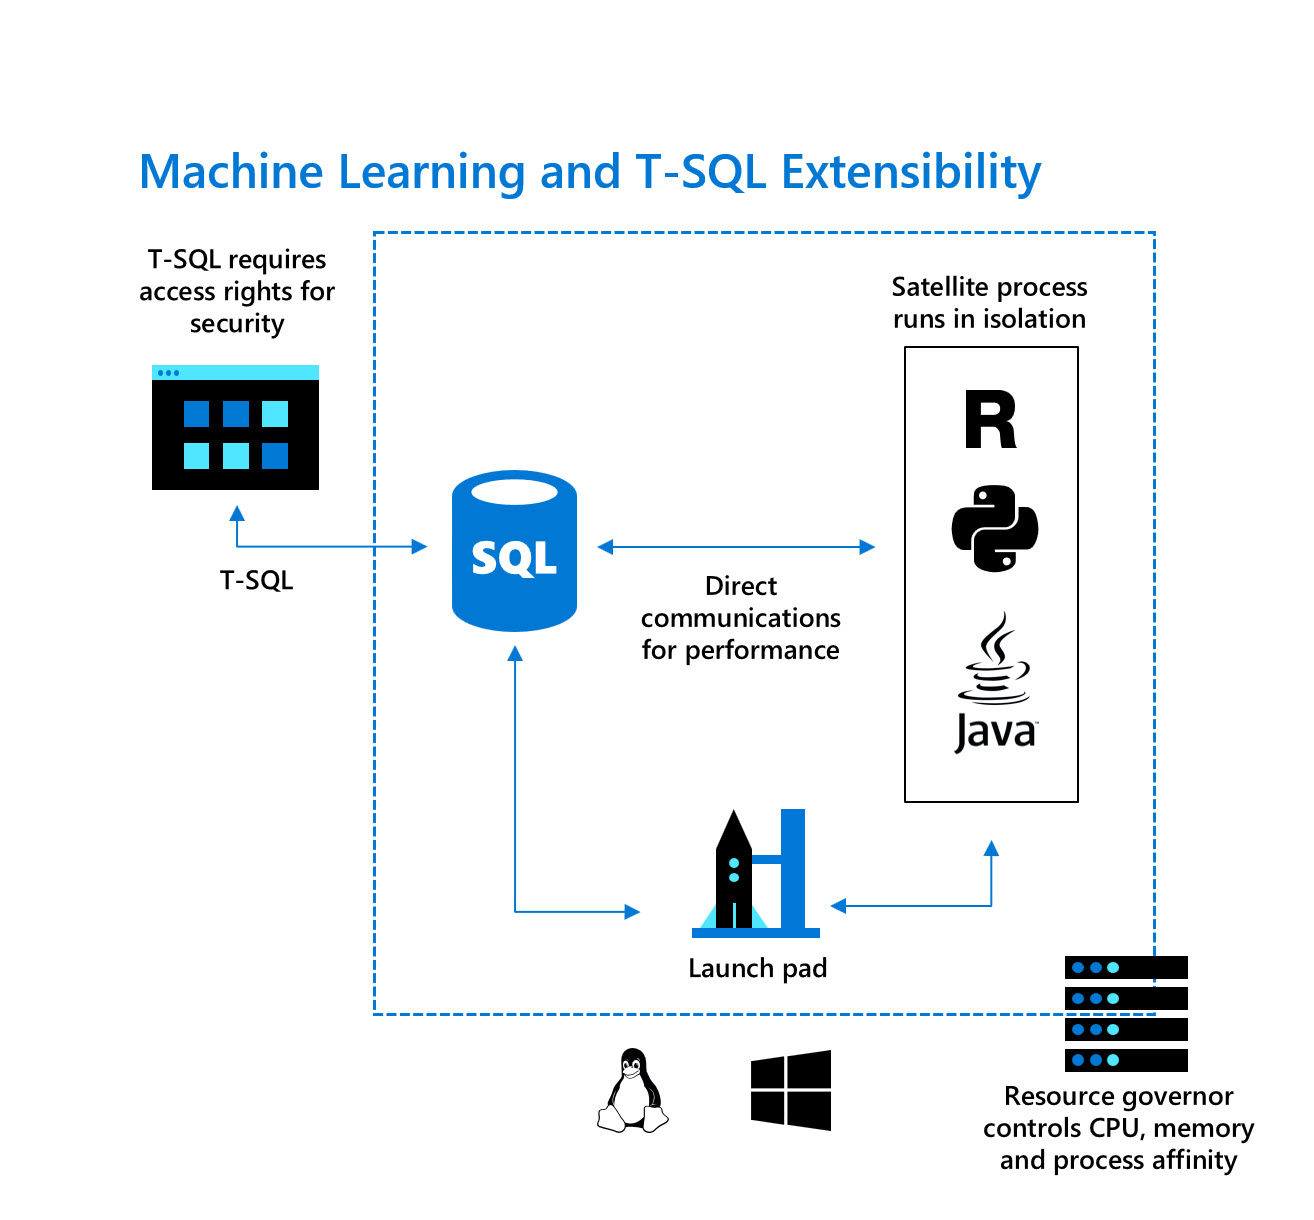 Machine Learning and T-SQL Extensibility
T-SQL requires
access rights for
security
T-SQL
SQL
Direct
communications
for performance
Satellite process
runs in isolation
R
Java™
Launch pad
Resource governor
controls CPU, memory
and process affinity